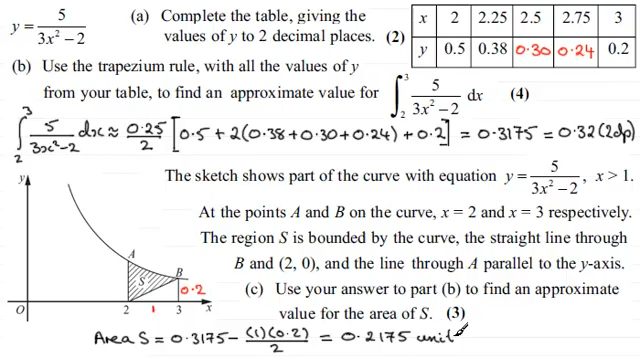 y = 5/(3x² − 2) (a) Complete the table, giving the values of y to 2 decimal places. (2)
x 2 2.25 2.5 2.75 3
y 0.5 0.38 0.30 0.24 0.2
(b) Use the trapezium rule, with all the values of y
from your table, to find an approximate value for ∫₂³ 5/(3x² − 2) dx (4)
∫₂³ 5/(3x²−2) dx ≈ 0.25/2 [0.5 + 2(0.38+0.30+0.24) + 0.2] = 0.3175 = 0.32 (2dp)
The sketch shows part of the curve with equation y = 5/(3x² − 2), x > 1.
At the points A and B on the curve, x = 2 and x = 3 respectively.
The region S is bounded by the curve, the straight line through
B and (2, 0), and the line through A parallel to the y-axis.
(c) Use your answer to part (b) to find an approximate
value for the area of S. (3)
y
A
S
B
0.2
O 2 1 3 x
Area S = 0.3175 − (1)(0.2)/2 = 0.2175 unit